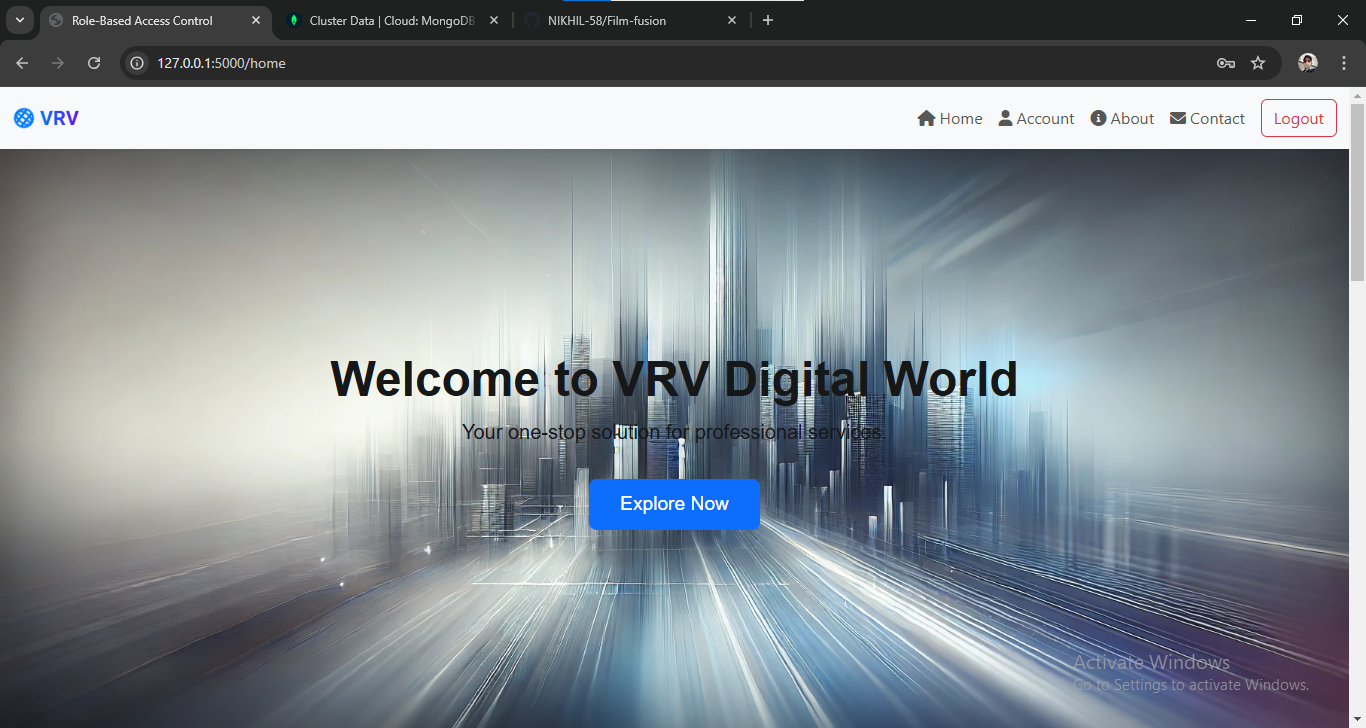 Role-Based Access Control
Cluster Data | Cloud: MongoDB
NIKHIL-58/Film-fusion
127.0.0.1:5000/home
VRV
Home
Account
About
Contact
Logout
Welcome to VRV Digital World
Your one-stop solution for professional services.
Explore Now
Activate Windows
Go to Settings to activate Windows.